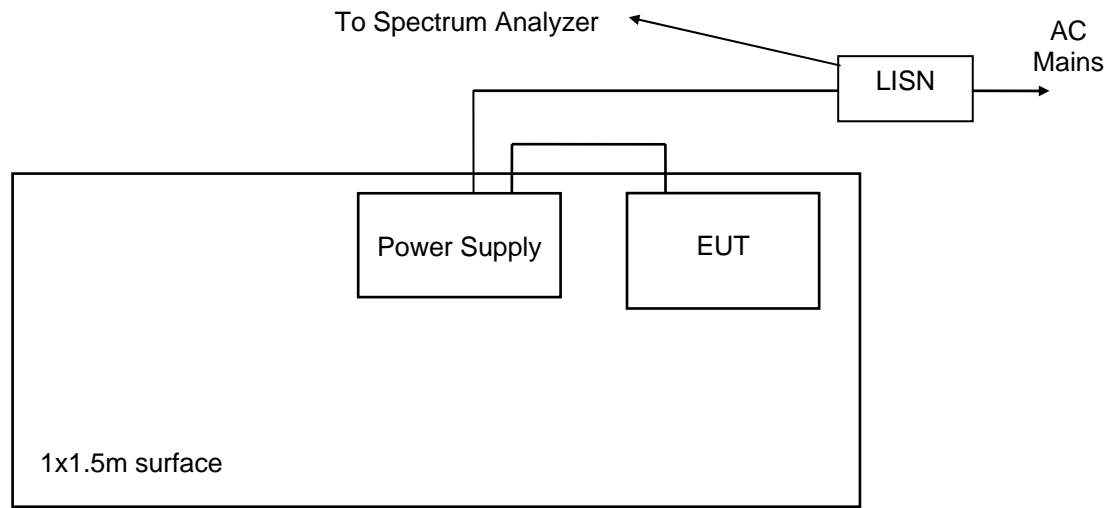 To Spectrum Analyzer
AC
Mains
LISN
Power Supply
EUT
1x1.5m surface